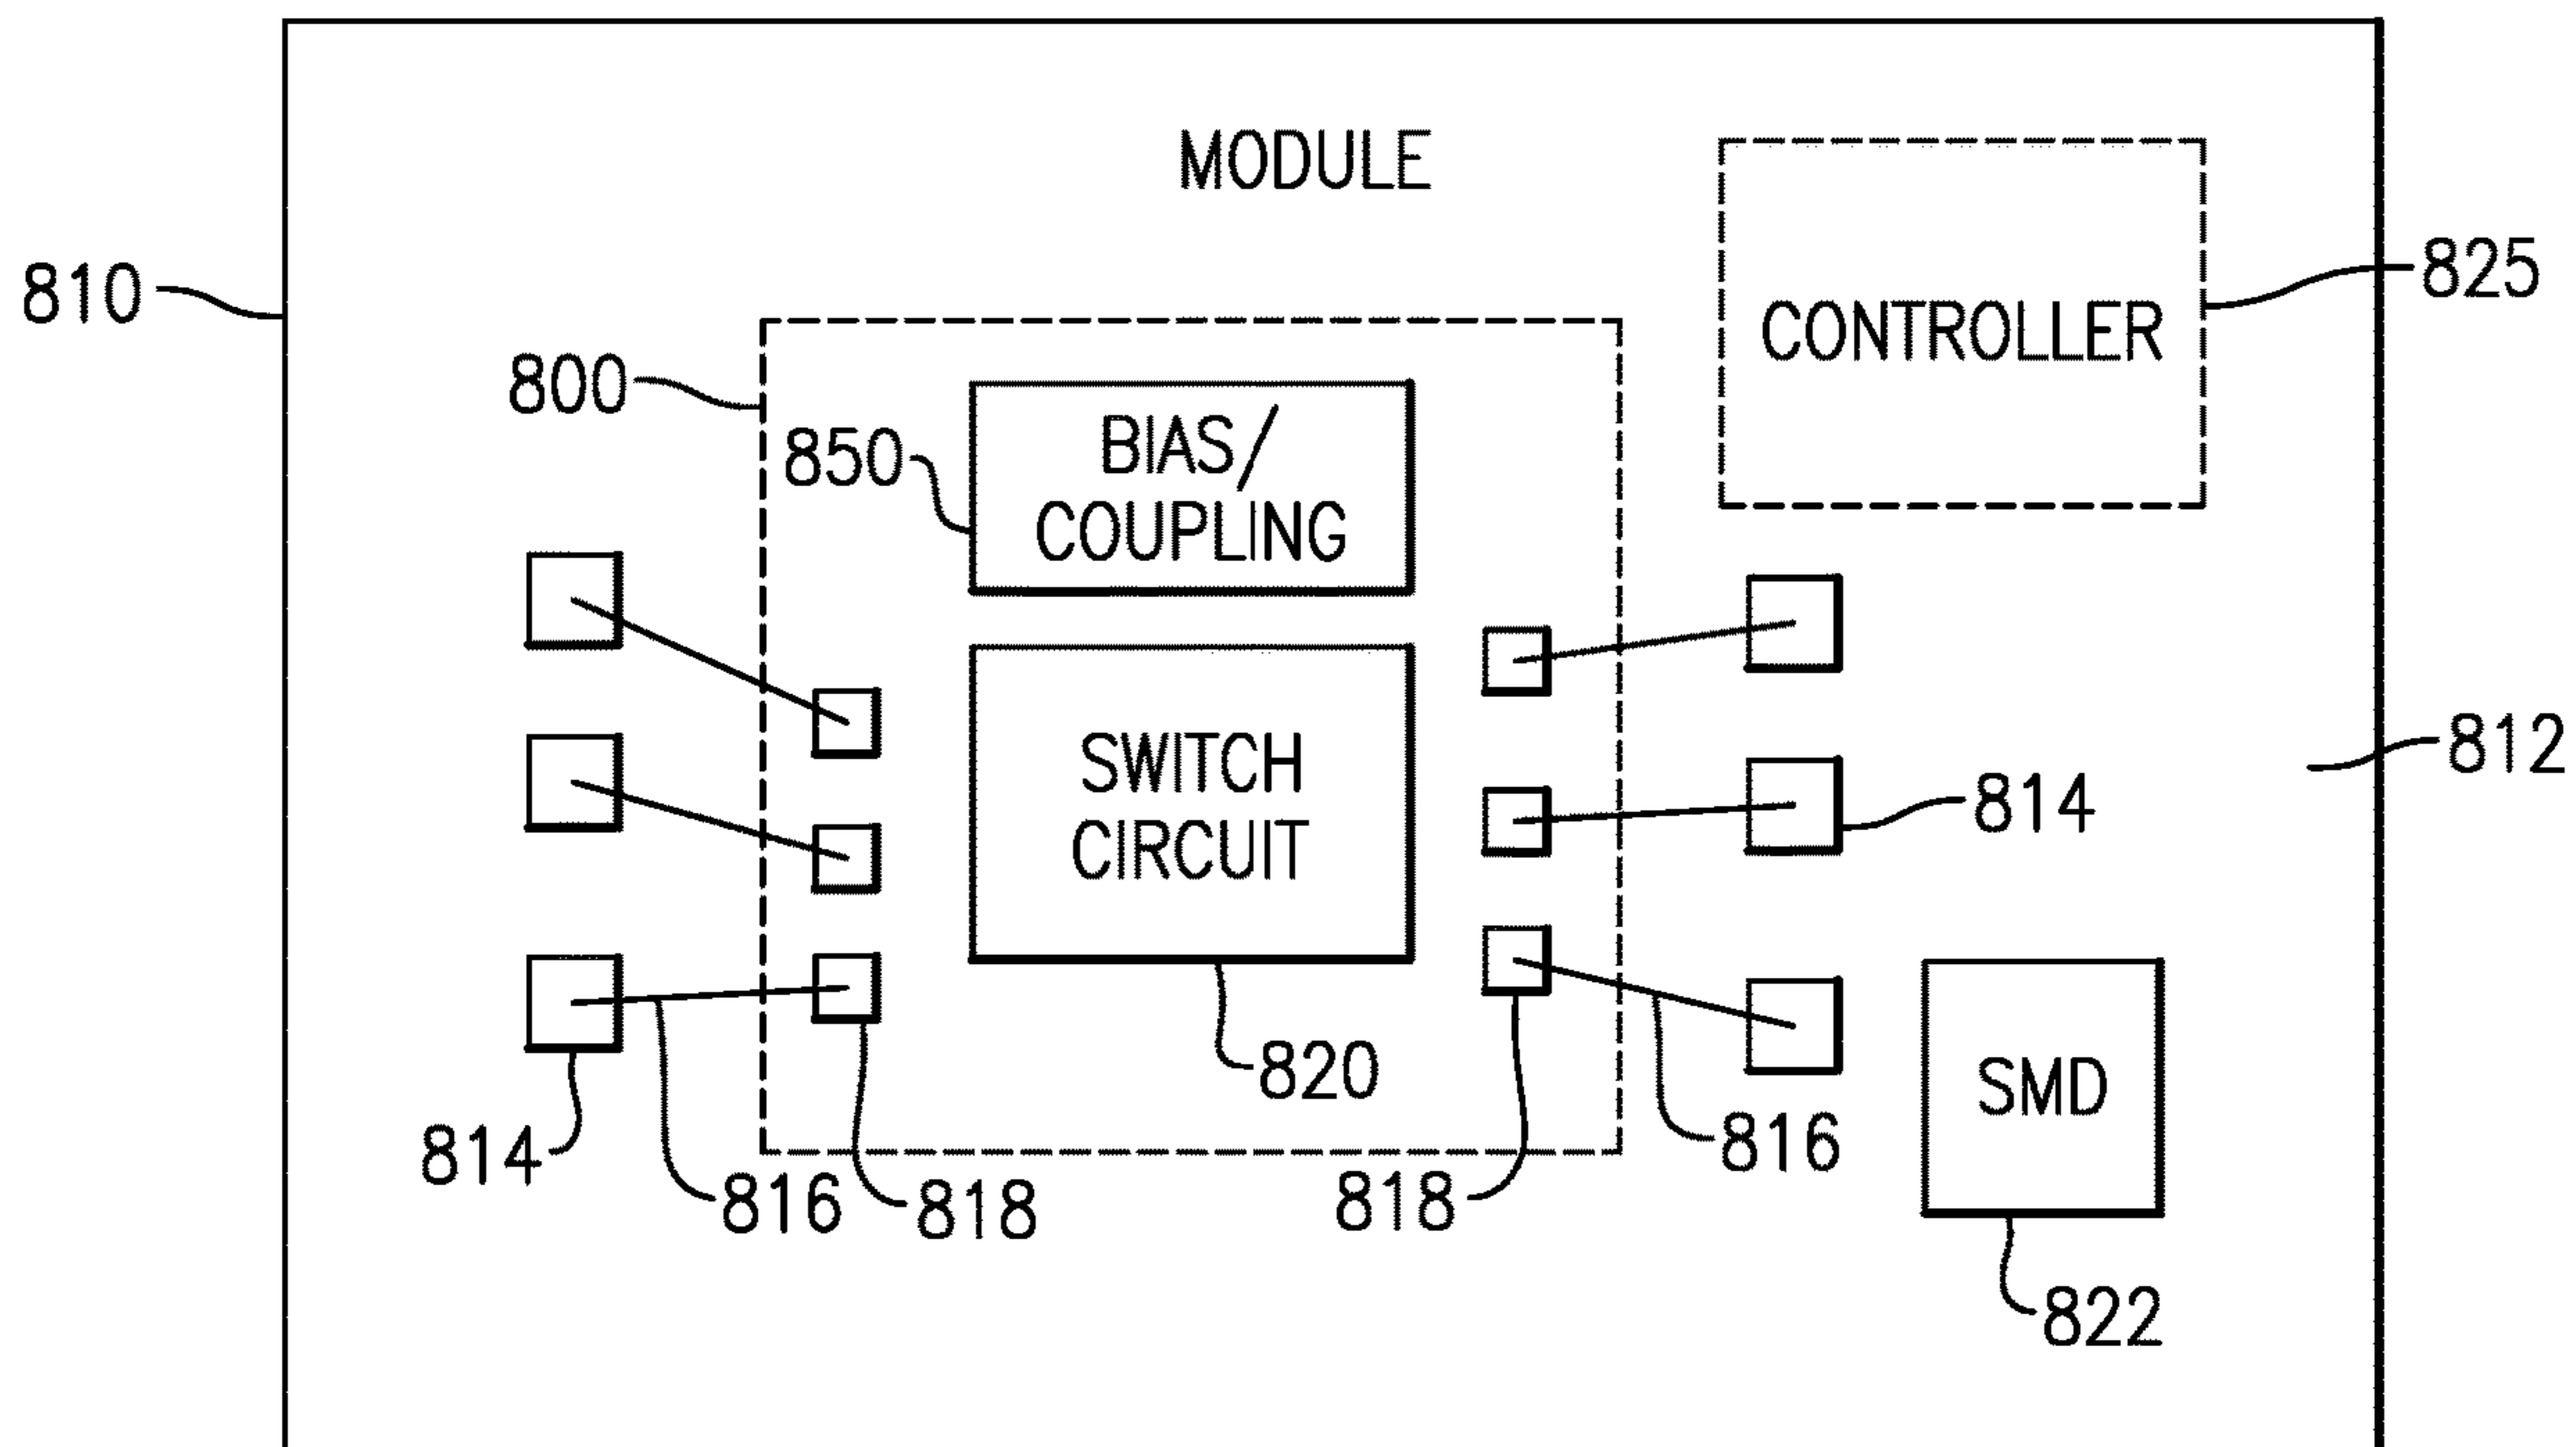 MODULE
810
825
CONTROLLER
800
BIAS/
COUPLING
850
SWITCH
CIRCUIT
812
814
820
SMD
814
816
818
818
816
822